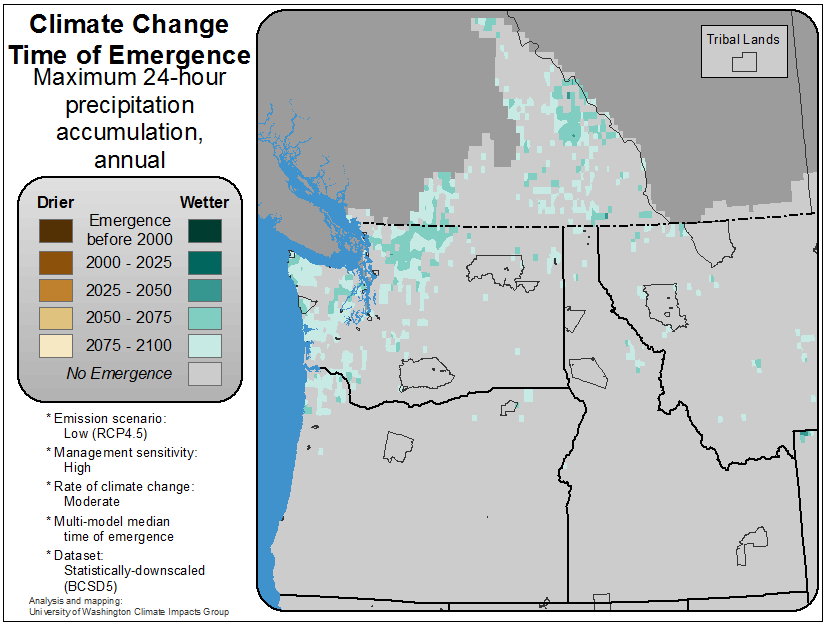 Climate Change
Time of Emergence
Maximum 24-hour
precipitation
accumulation,
annual
Drier
Wetter
Emergence
before 2000
2000 - 2025
2025 - 2050
2050 - 2075
2075 - 2100
No Emergence
* Emission scenario:
Low (RCP4.5)
* Management sensitivity:
High
* Rate of climate change:
Moderate
* Multi-model median
time of emergence
* Dataset:
Statistically-downscaled
(BCSD5)
Analysis and mapping:
University of Washington Climate Impacts Group
Tribal Lands